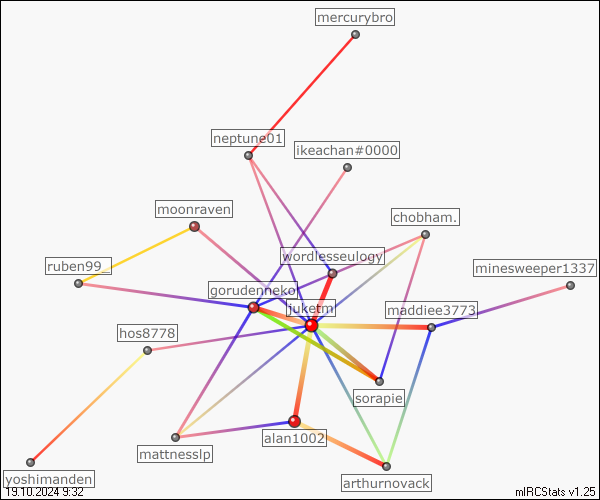 mercurybro
neptune01
ikeachan#0000
moonraven
chobham.
wordlesseulogy
ruben99_
minesweeper1337
gorudenneko
juketm
maddiee3773
hos8778
sorapie
alan1002
mattnesslp
yoshimanden
arthurnovack
19.10.2024 9:32
mIRCStats v1.25